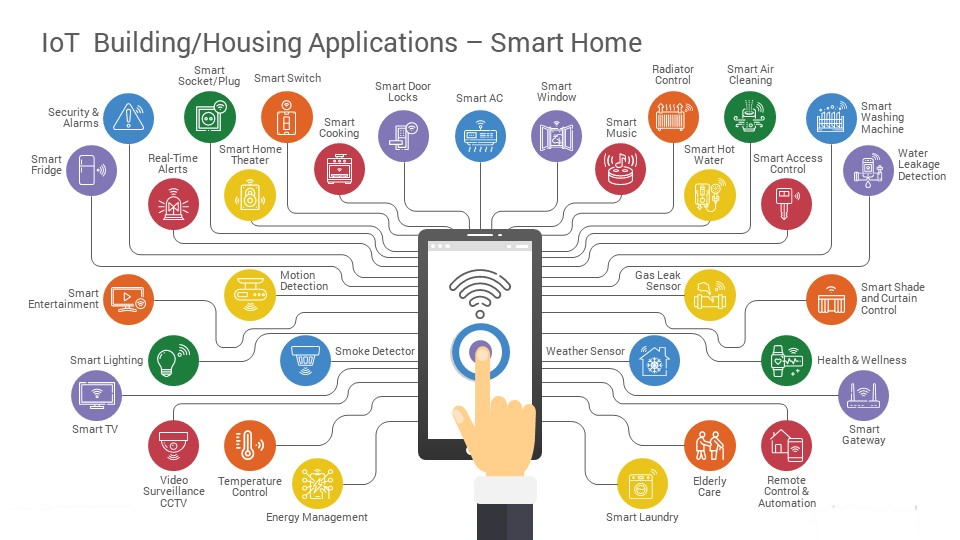 IoT  Building/Housing Applications – Smart Home
Smart
Socket/Plug
Smart Switch
Smart Door
Locks
Smart AC
Smart
Window
Radiator
Control
Smart Air
Cleaning
Security &
Alarms
Smart
Cooking
Smart
Music
Smart
Washing
Machine
Smart
Fridge
Real-Time
Alerts
Smart Home
Theater
Smart Hot
Water
Smart Access
Control
Water
Leakage
Detection
Smart
Entertainment
Motion
Detection
Gas Leak
Sensor
Smart Shade
and Curtain
Control
Smart Lighting
Smoke Detector
Weather Sensor
Health & Wellness
Smart TV
Smart
Gateway
Video
Surveillance
CCTV
Temperature
Control
Energy Management
Smart Laundry
Elderly
Care
Remote
Control &
Automation